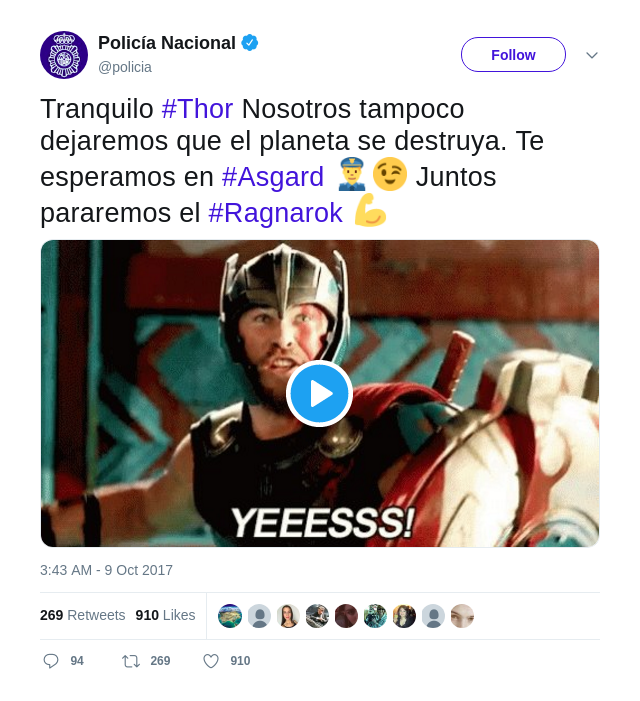 Policía Nacional
@policia
Follow
Tranquilo #Thor Nosotros tampoco
dejaremos que el planeta se destruya. Te
esperamos en #Asgard 👮‍♂️😉 Juntos
pararemos el #Ragnarok 💪
YEEESSS!
3:43 AM - 9 Oct 2017
269 Retweets 910 Likes
94 269 910